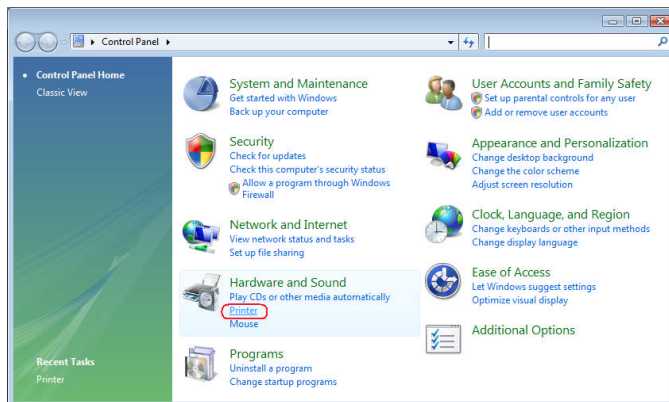 Control Panel
Control Panel Home
Classic View
Recent Tasks
Printer
System and Maintenance
Get started with Windows
Back up your computer
Security
Check for updates
Check this computer's security status
Allow a program through Windows
Firewall
Network and Internet
View network status and tasks
Set up file sharing
Hardware and Sound
Play CDs or other media automatically
Printer
Mouse
Programs
Uninstall a program
Change startup programs
User Accounts and Family Safety
Set up parental controls for any user
Add or remove user accounts
Appearance and Personalization
Change desktop background
Change the color scheme
Adjust screen resolution
Clock, Language, and Region
Change keyboards or other input methods
Change display language
Ease of Access
Let Windows suggest settings
Optimize visual display
Additional Options